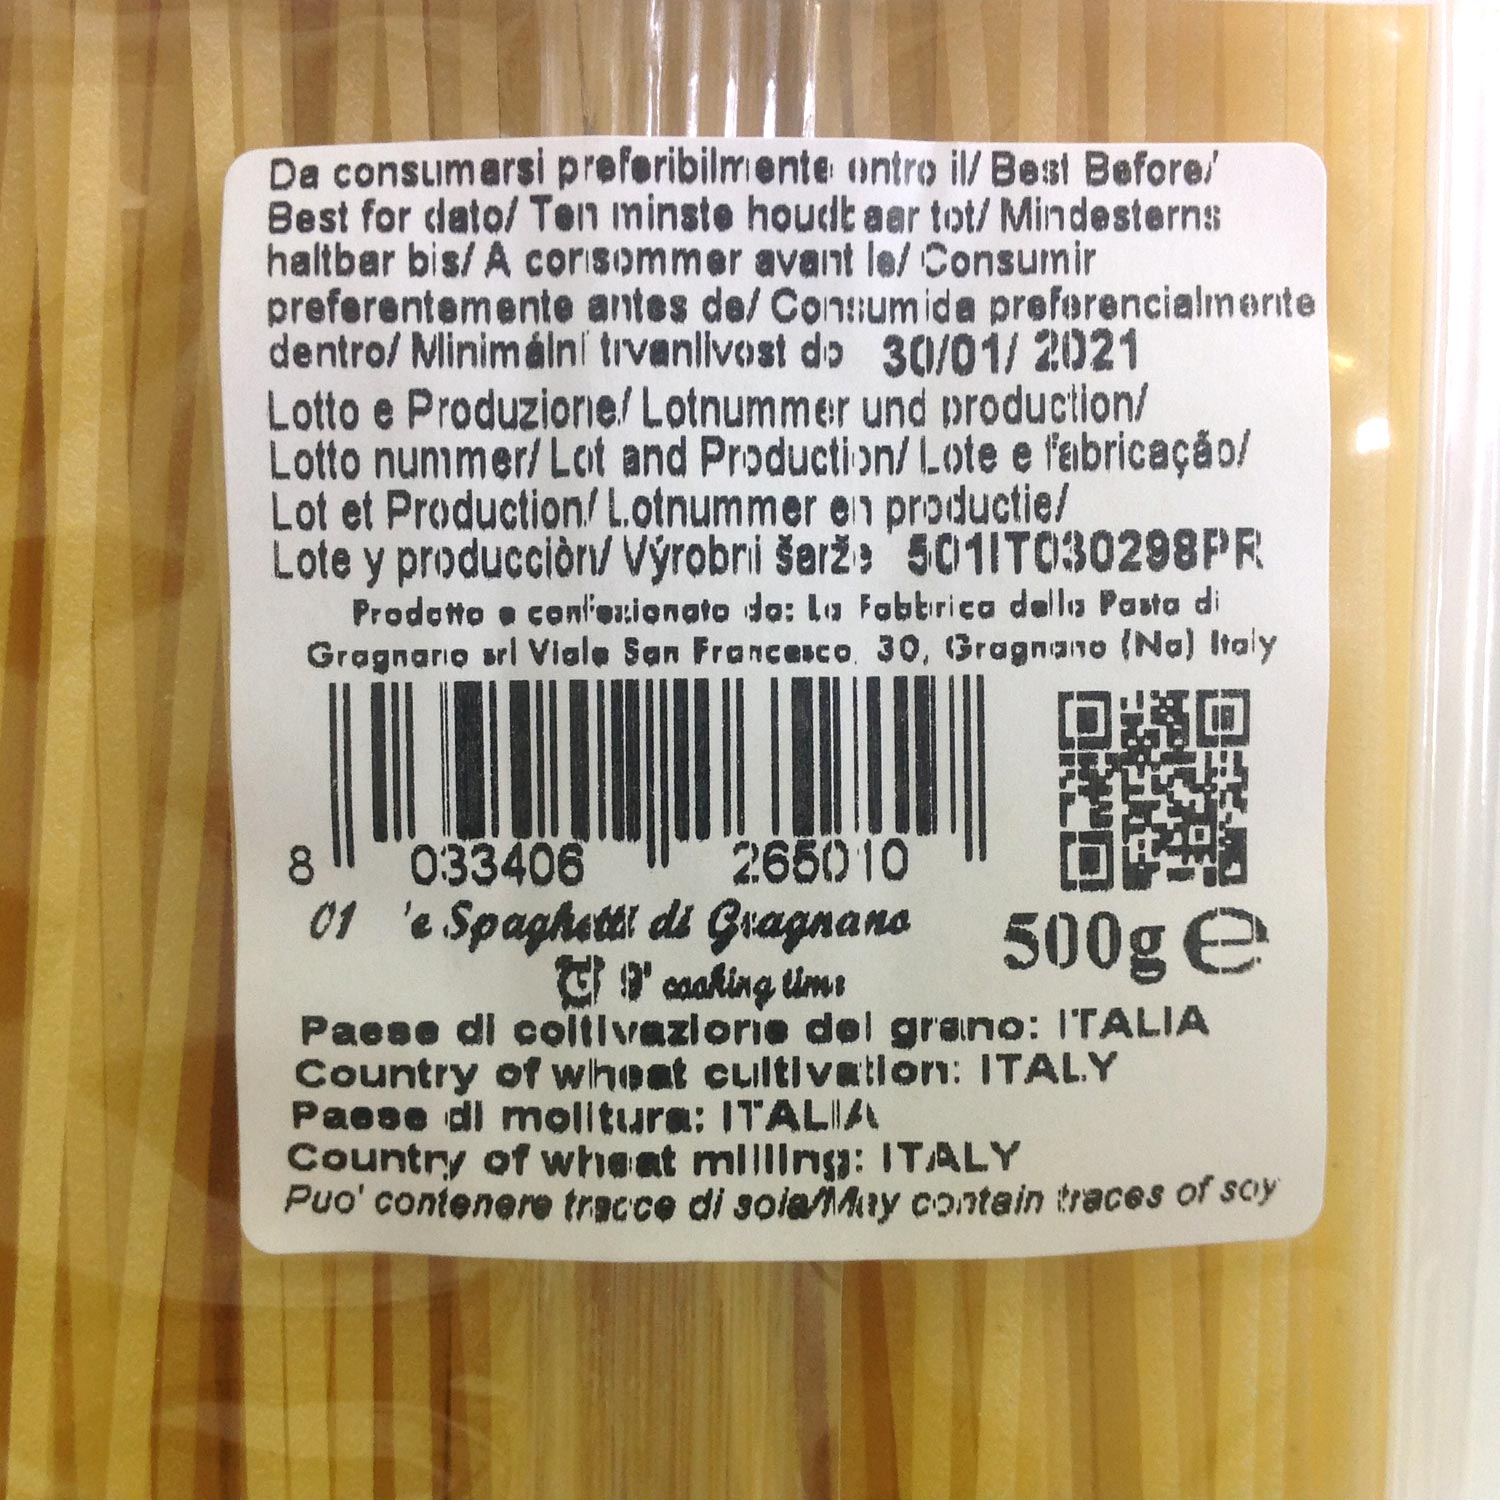 Da consumarsi preferibilmente entro il/ Best Before/
Best for dato/ Ten minste houdbaar tot/ Mindesterns
haltbar bis/ A consommer avant le/ Consumir
preferentemente antes de/ Consumida preferencialmente
dentro/ Minimální trvanlivost do 30/01/ 2021
Lotto e Produzione/ Lotnummer und production/
Lotto nummer/ Lot and Production/ Lote e fabricação/
Lot et Production/ Lotnummer en productie/
Lote y producciòn/ Výrobni šarže 501IT030298PR
Prodotto e confezionato da: La Fabbrica della Pasta di
Gragnano srl Viale San Francesco, 30, Gragnano (Na) Italy
8 033406 265010
01 'e Spaghetti di Gragnano
500g ℮
9' cooking time
Paese di coltivazione del grano: ITALIA
Country of wheat cultivation: ITALY
Paese di molitura: ITALIA
Country of wheat milling: ITALY
Puo' contenere tracce di soia/May contain traces of soy